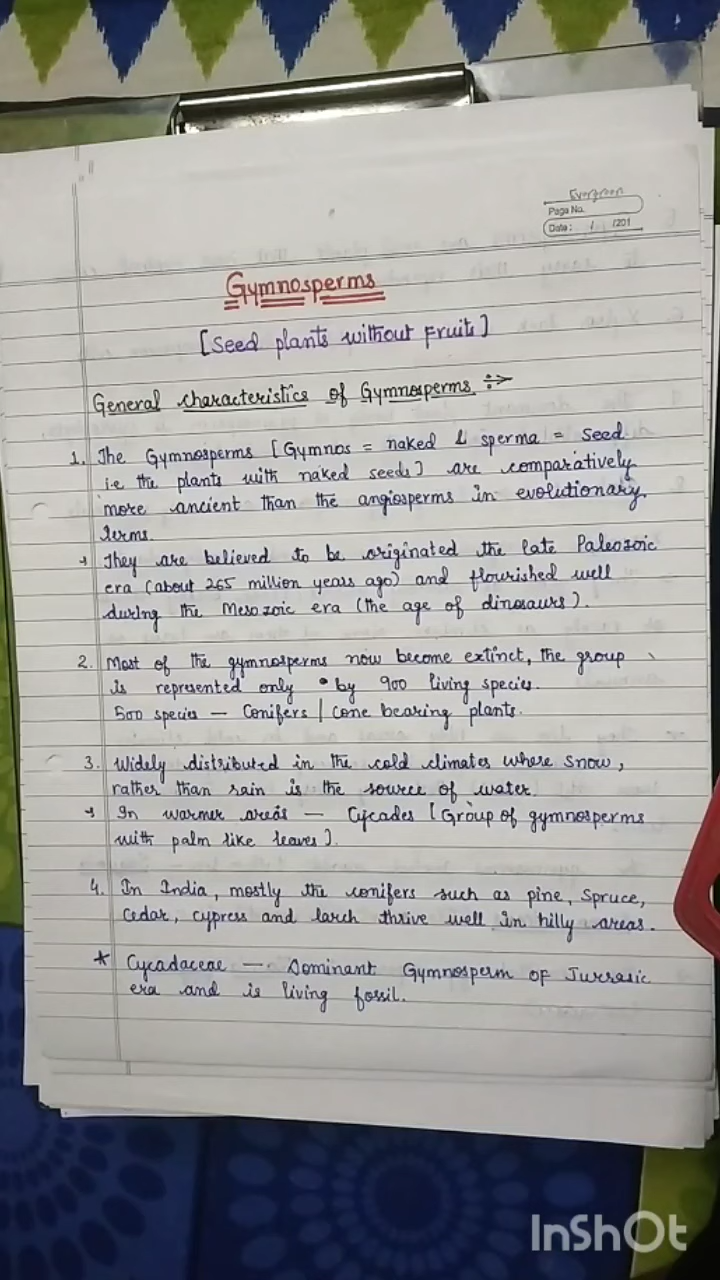 Evergreen
Page No.
Date: / /201
Gymnosperms
[Seed plants without fruits]
General characteristics of Gymnosperms ÷>
1. The Gymnosperms [Gymnos = naked & sperma = seed
i.e the plants with naked seeds] are comparatively
more ancient than the angiosperms in evolutionary
terms.
→ They are believed to be originated the late Paleozoic
era (about 265 million years ago) and flourished well
during the Mesozoic era (the age of dinosaurs).
2. Most of the gymnosperms now become extinct, the group
is represented only by 900 living species.
500 species — Conifers / cone bearing plants.
3. Widely distributed in the cold climates where snow,
rather than rain is the source of water.
→ In warmer areas — Cycades [Group of gymnosperms
with palm like leaves].
4. In India, mostly the conifers such as pine, Spruce,
Cedar, cypress and larch thrive well in hilly areas.
* Cycadaceae — Dominant Gymnosperm of Jurrasic
era and is living fossil.
InShOt